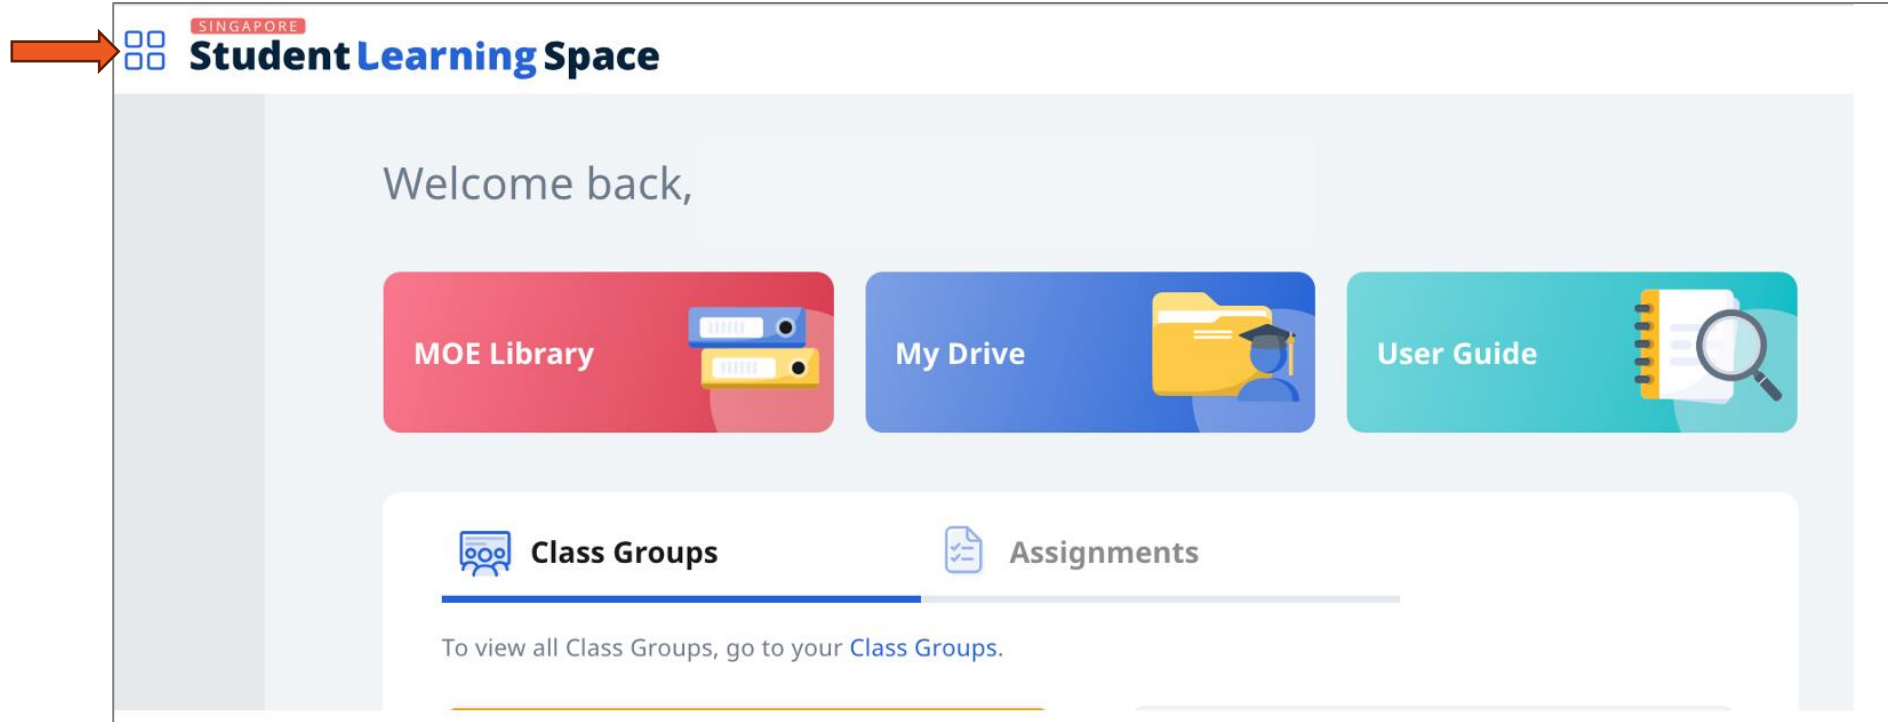 SINGAPORE
Student Learning Space
Welcome back,
MOE Library
My Drive
User Guide
Class Groups
Assignments
To view all Class Groups, go to your Class Groups.